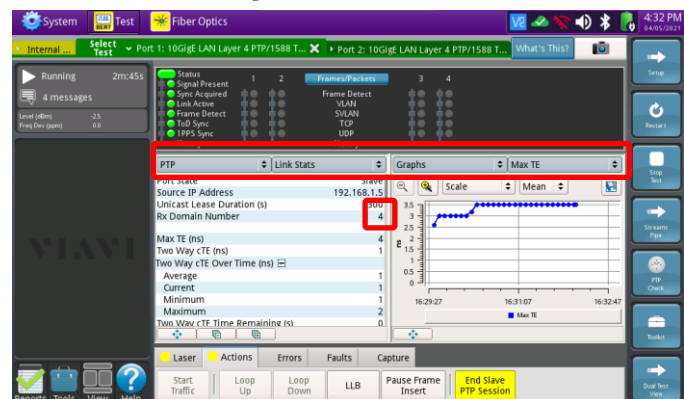 System Test Fiber Optics V2 4:32 PM
04/05/2021
Internal ... Select Test Port 1: 10GigE LAN Layer 4 PTP/1588 T... Port 2: 10GigE LAN Layer 4 PTP/1588 T... What's This?
Setup
Running 2m:45s
4 messages
Level (dBm) -2.5
Freq Dev (ppm) 0.0
Status
Signal Present 1 2 Frames/Packets 3 4
Sync Acquired Frame Detect
Link Active VLAN
Frame Detect SVLAN
ToD Sync TCP
1PPS Sync UDP
Restart
PTP Link Stats Graphs Max TE
Stop Test
Port State Slave
Source IP Address 192.168.1.5
Unicast Lease Duration (s) 300
Rx Domain Number 4
Max TE (ns) 4
Two Way cTE (ns) 1
Two Way cTE Over Time (ns)
Average 1
Current 1
Minimum 1
Maximum 2
Two Way cTE Time Remaining (s) 0
Scale Mean
3.5
3
2.5
2
1.5
1
0.5
0
ns
16:29:27 16:31:07 16:32:47
Max TE
Streams Pipe
PTP Check
Toolkit
Dual Test View
VIAVI
Laser Actions Errors Faults Capture
Start Traffic
Loop Up
Loop Down
LLB
Pause Frame Insert
End Slave PTP Session
Reports Tools View Help